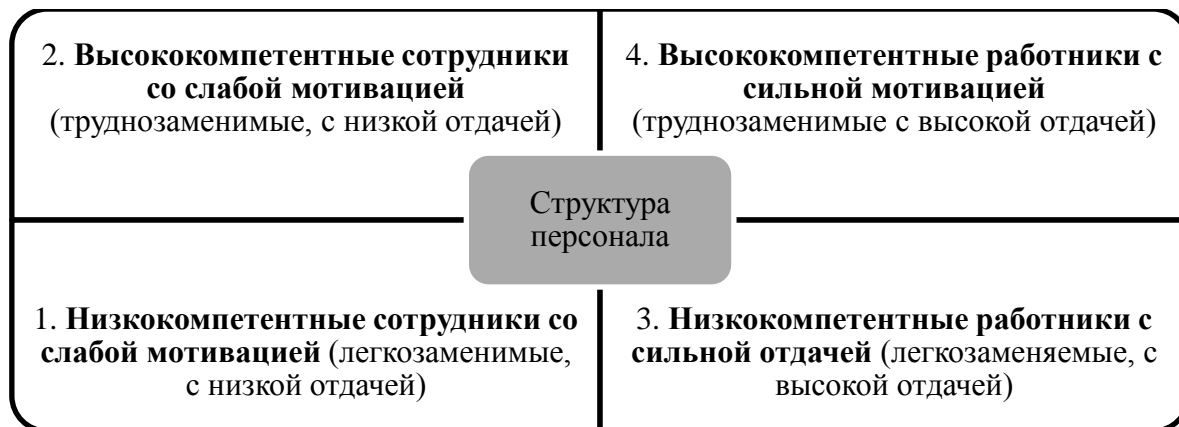 2. Высококомпетентные сотрудники
со слабой мотивацией
(труднозаменимые, с низкой отдачей)
4. Высококомпетентные работники с
сильной мотивацией
(труднозаменимые с высокой отдачей)
Структура
персонала
1. Низкокомпетентные сотрудники со
слабой мотивацией (легкозаменимые,
с низкой отдачей)
3. Низкокомпетентные работники с
сильной отдачей (легкозаменяемые, с
высокой отдачей)